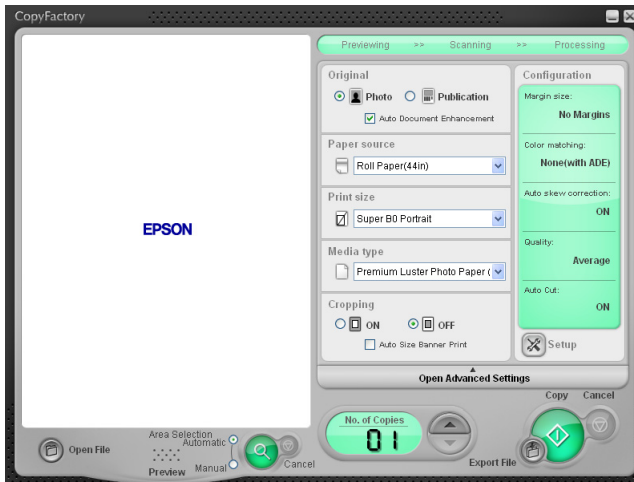 CopyFactory
Previewing >> Scanning >> Processing
Original
Photo Publication
Auto Document Enhancement
Paper source
Roll Paper(44in)
Print size
Super B0 Portrait
Media type
Premium Luster Photo Paper (
Cropping
ON OFF
Auto Size Banner Print
Configuration
Margin size:
No Margins
Color matching:
None(with ADE)
Auto skew correction:
ON
Quality:
Average
Auto Cut:
ON
Setup
Open Advanced Settings
EPSON
Open File
Area Selection
Automatic
Manual
Preview
Cancel
No. of Copies
01
Export File
Copy Cancel